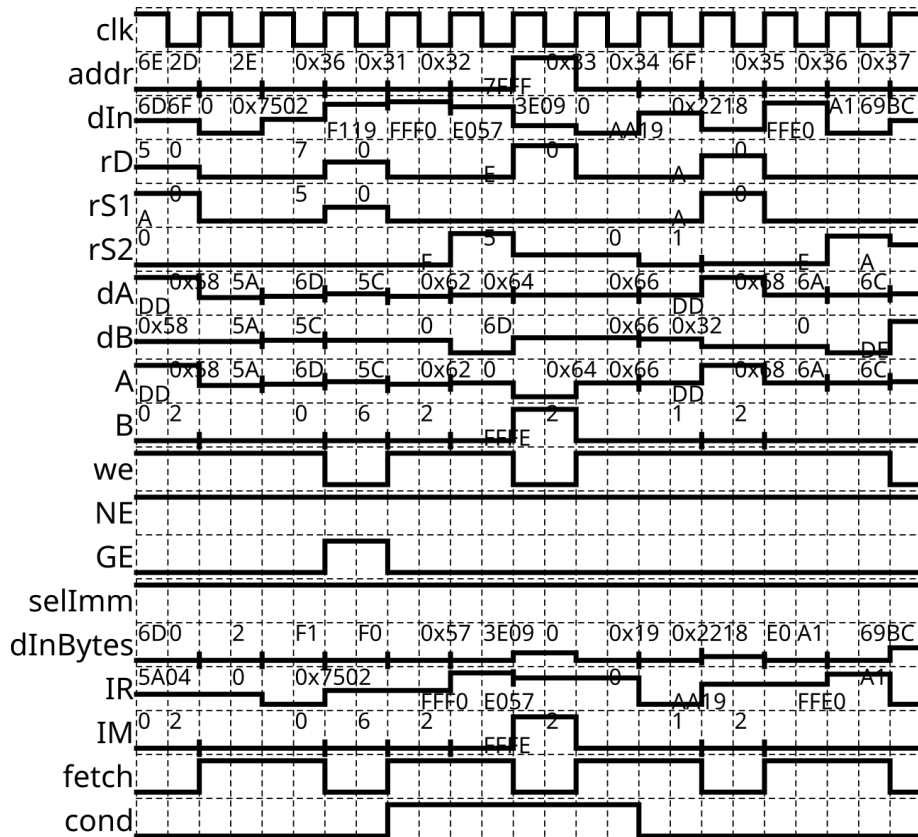 clk
addr 6E 2D 2E 0x36 0x31 0x32 7FFF 0x33 0x34 6F 0x35 0x36 0x37
dIn 6D6F 0 0x7502 F119 FFF0 E057 3E09 0 AA19 0x2218 FFE0 A1 69BC
rD 5 0 7 0 E 0 A 0
rS1 A 0 5 0 A 0
rS2 0 F 5 0 1 E A
dA DD 0x58 5A 6D 5C 0x62 0x64 0x66 DD 0x68 6A 6C
dB 0x58 5A 5C 0 6D 0x66 0x32 0 DE
A DD 0x58 5A 6D 5C 0x62 0 0x64 0x66 DD 0x68 6A 6C
B 0 2 0 6 2 FFFE 2 1 2
we
NE
GE
selImm
dInBytes 6D 0 2 F1 F0 0x57 3E09 0 0x19 0x2218 E0 A1 69BC
IR 5A04 0 0x7502 FFF0 E057 0 AA19 FFE0 A1
IM 0 2 0 6 2 FFFE 2 1 2
fetch
cond